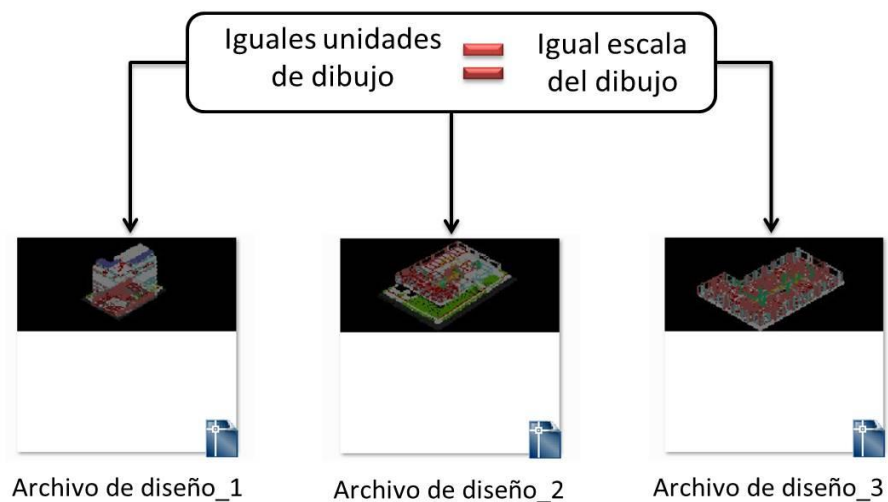 Iguales unidades
de dibujo
Igual escala
del dibujo
Archivo de diseño_1
Archivo de diseño_2
Archivo de diseño_3